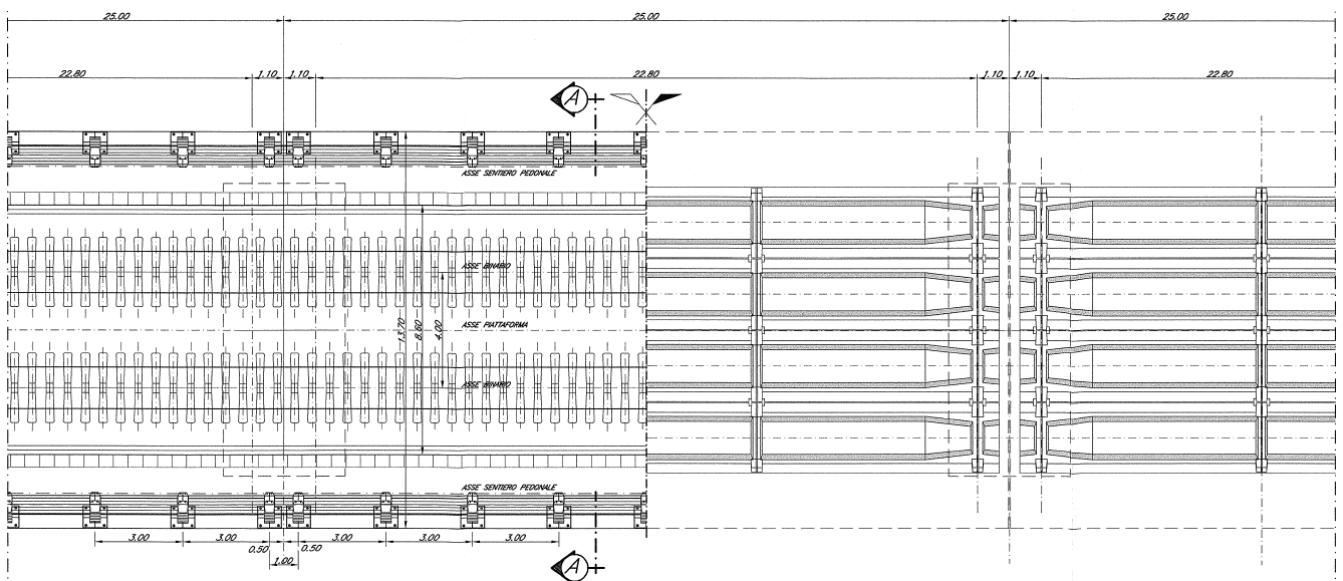 25.00 25.00 25.00
22.80 1.10 1.10 22.80 1.10 1.10 22.80
A
ASSE SENTIERO PEDONALE
ASSE BINARIO
13.70 8.60 4.00
ASSE PIATTAFORMA
ASSE BINARIO
ASSE SENTIERO PEDONALE
3.00 3.00 0.50 0.50 3.00 3.00 3.00
1.00
A